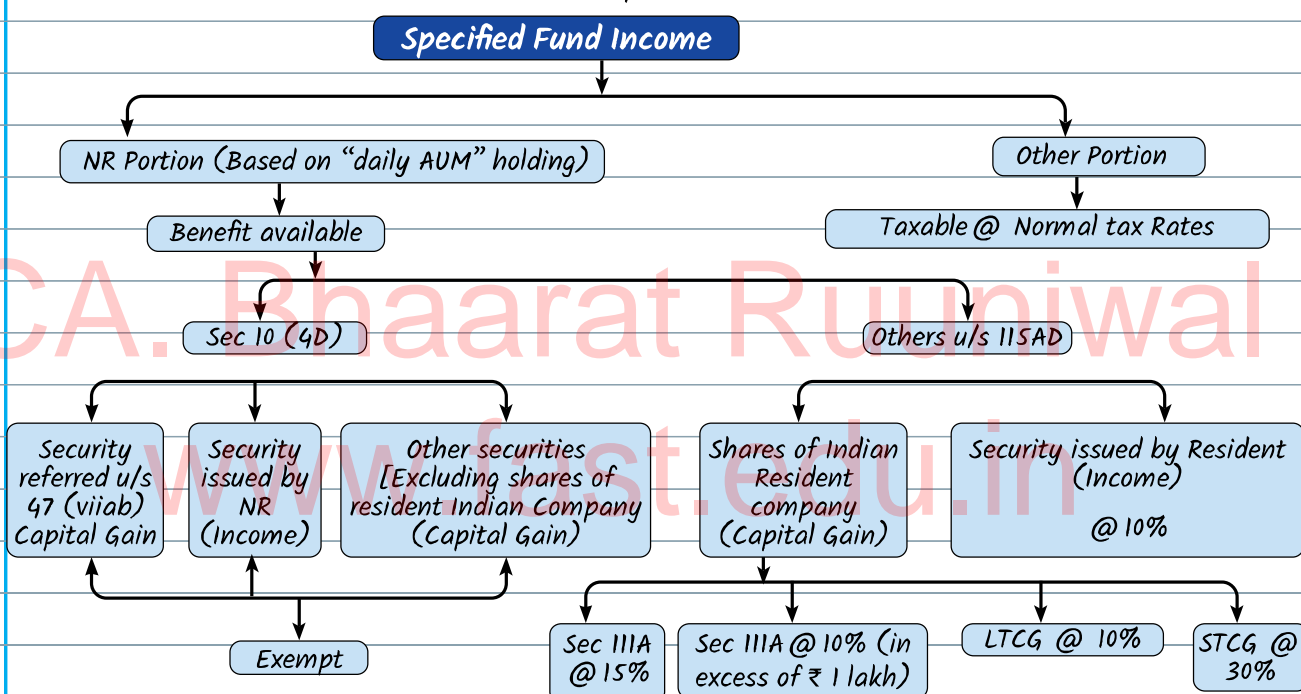 Specified Fund Income
NR Portion (Based on “daily AUM” holding)
Other Portion
Benefit available
Taxable @ Normal tax Rates
CA. Bhaarat Ruuniwal
Sec 10 (4D)
Others u/s 115AD
Security
referred u/s
47 (viiab)
Capital Gain
Security
issued by
NR
(Income)
Other securities
[Excluding shares of
resident Indian Company
(Capital Gain)
Shares of Indian
Resident
company
(Capital Gain)
Security issued by Resident
(Income)
@ 10%
www.fast.edu.in
Exempt
Sec 111A
@ 15%
Sec 111A @ 10% (in
excess of ₹ 1 lakh)
LTCG @ 10%
STCG @
30%